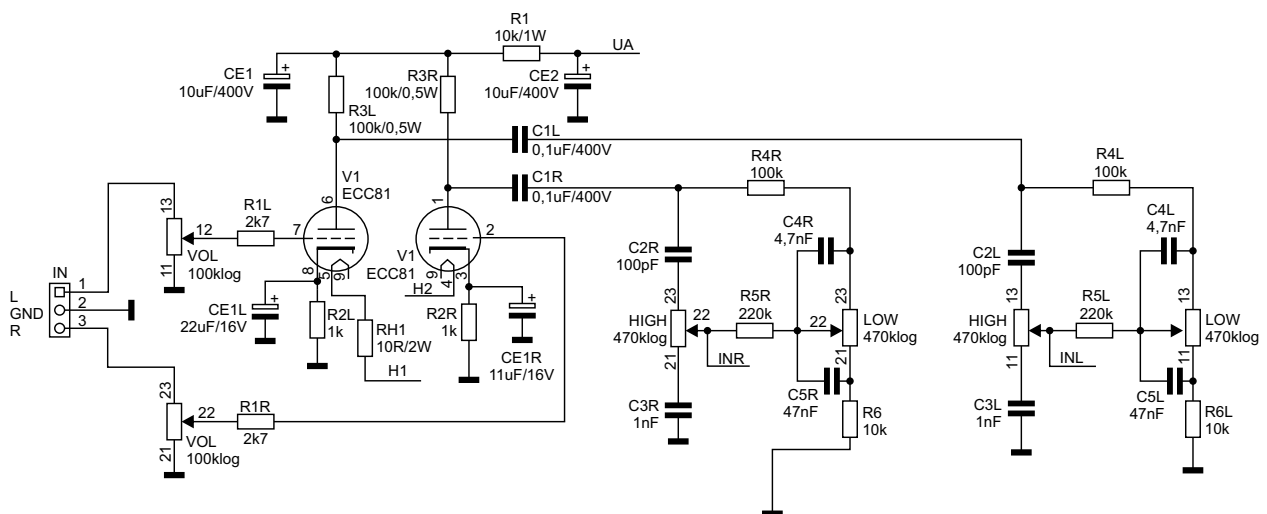 R1
10k/1W
UA
CE1
10uF/400V
+
R3L
100k/0,5W
R3R
100k/0,5W
+
CE2
10uF/400V
C1L
0,1uF/400V
C1R
0,1uF/400V
R4R
100k
R4L
100k
V1
ECC81
6
7
8
5
9
1
2
V1
ECC81
9
4
3
H2
IN
L
GND
R
1
2
3
13
12
11
VOL
100klog
R1L
2k7
CE1L
22uF/16V
+
R2L
1k
RH1
10R/2W
H1
R2R
1k
+
CE1R
11uF/16V
23
22
21
VOL
100klog
R1R
2k7
C2R
100pF
C4R
4,7nF
23
HIGH
470klog
22
21
R5R
220k
INR
23
22
LOW
470klog
21
C5R
47nF
C3R
1nF
R6
10k
C2L
100pF
C4L
4,7nF
13
HIGH
470klog
11
R5L
220k
INL
13
LOW
470klog
11
C5L
47nF
C3L
1nF
R6L
10k